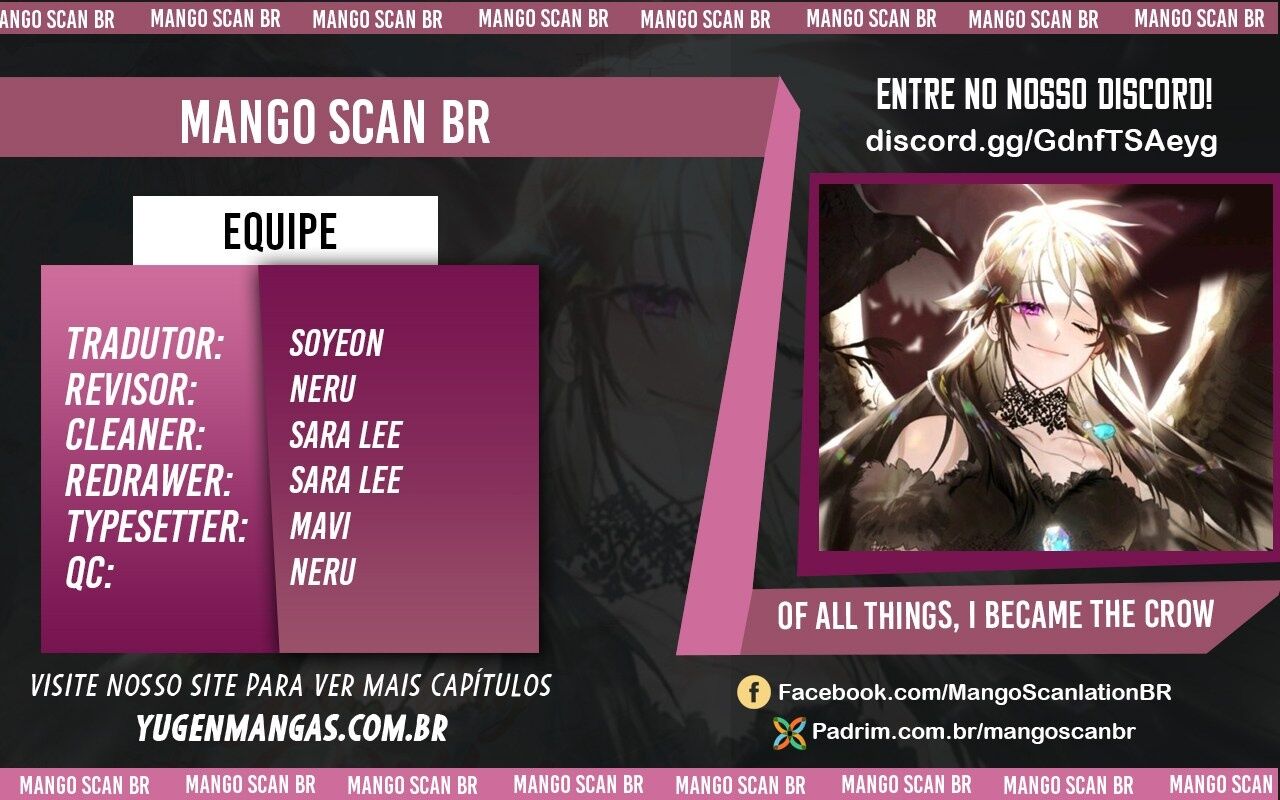 MANGO SCAN BR MANGO SCAN BR MANGO SCAN BR MANGO SCAN BR MANGO SCAN BR MANGO SCAN BR MANGO SCAN BR MANGO SCAN BR
MANGO SCAN BR
EQUIPE
TRADUTOR: SOYEON
REVISOR: NERU
CLEANER: SARA LEE
REDRAWER: SARA LEE
TYPESETTER: MAVI
QC: NERU
VISITE NOSSO SITE PARA VER MAIS CAPÍTULOS
YUGENMANGAS.COM.BR
ENTRE NO NOSSO DISCORD!
discord.gg/GdnfTSAeyg
OF ALL THINGS, I BECAME THE CROW
Facebook.com/MangoScanlationBR
Padrim.com.br/mangoscanbr
MANGO SCAN BR MANGO SCAN BR MANGO SCAN BR MANGO SCAN BR MANGO SCAN BR MANGO SCAN BR MANGO SCAN BR MANGO SCAN